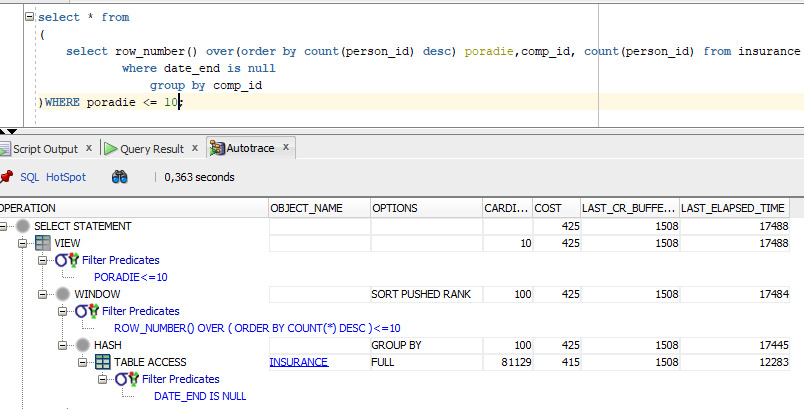 select * from
(
select row_number() over(order by count(person_id) desc) poradie,comp_id, count(person_id) from insurance
where date_end is null
group by comp_id
)WHERE poradie <= 10;
Script Output x Query Result x Autotrace x
SQL HotSpot 0,363 seconds
OPERATION OBJECT_NAME OPTIONS CARDI... COST LAST_CR_BUFFE... LAST_ELAPSED_TIME
SELECT STATEMENT 425 1508 17488
VIEW 10 425 1508 17488
Filter Predicates
PORADIE<=10
WINDOW SORT PUSHED RANK 100 425 1508 17484
Filter Predicates
ROW_NUMBER() OVER ( ORDER BY COUNT(*) DESC )<=10
HASH GROUP BY 100 425 1508 17445
TABLE ACCESS INSURANCE FULL 81129 415 1508 12283
Filter Predicates
DATE_END IS NULL